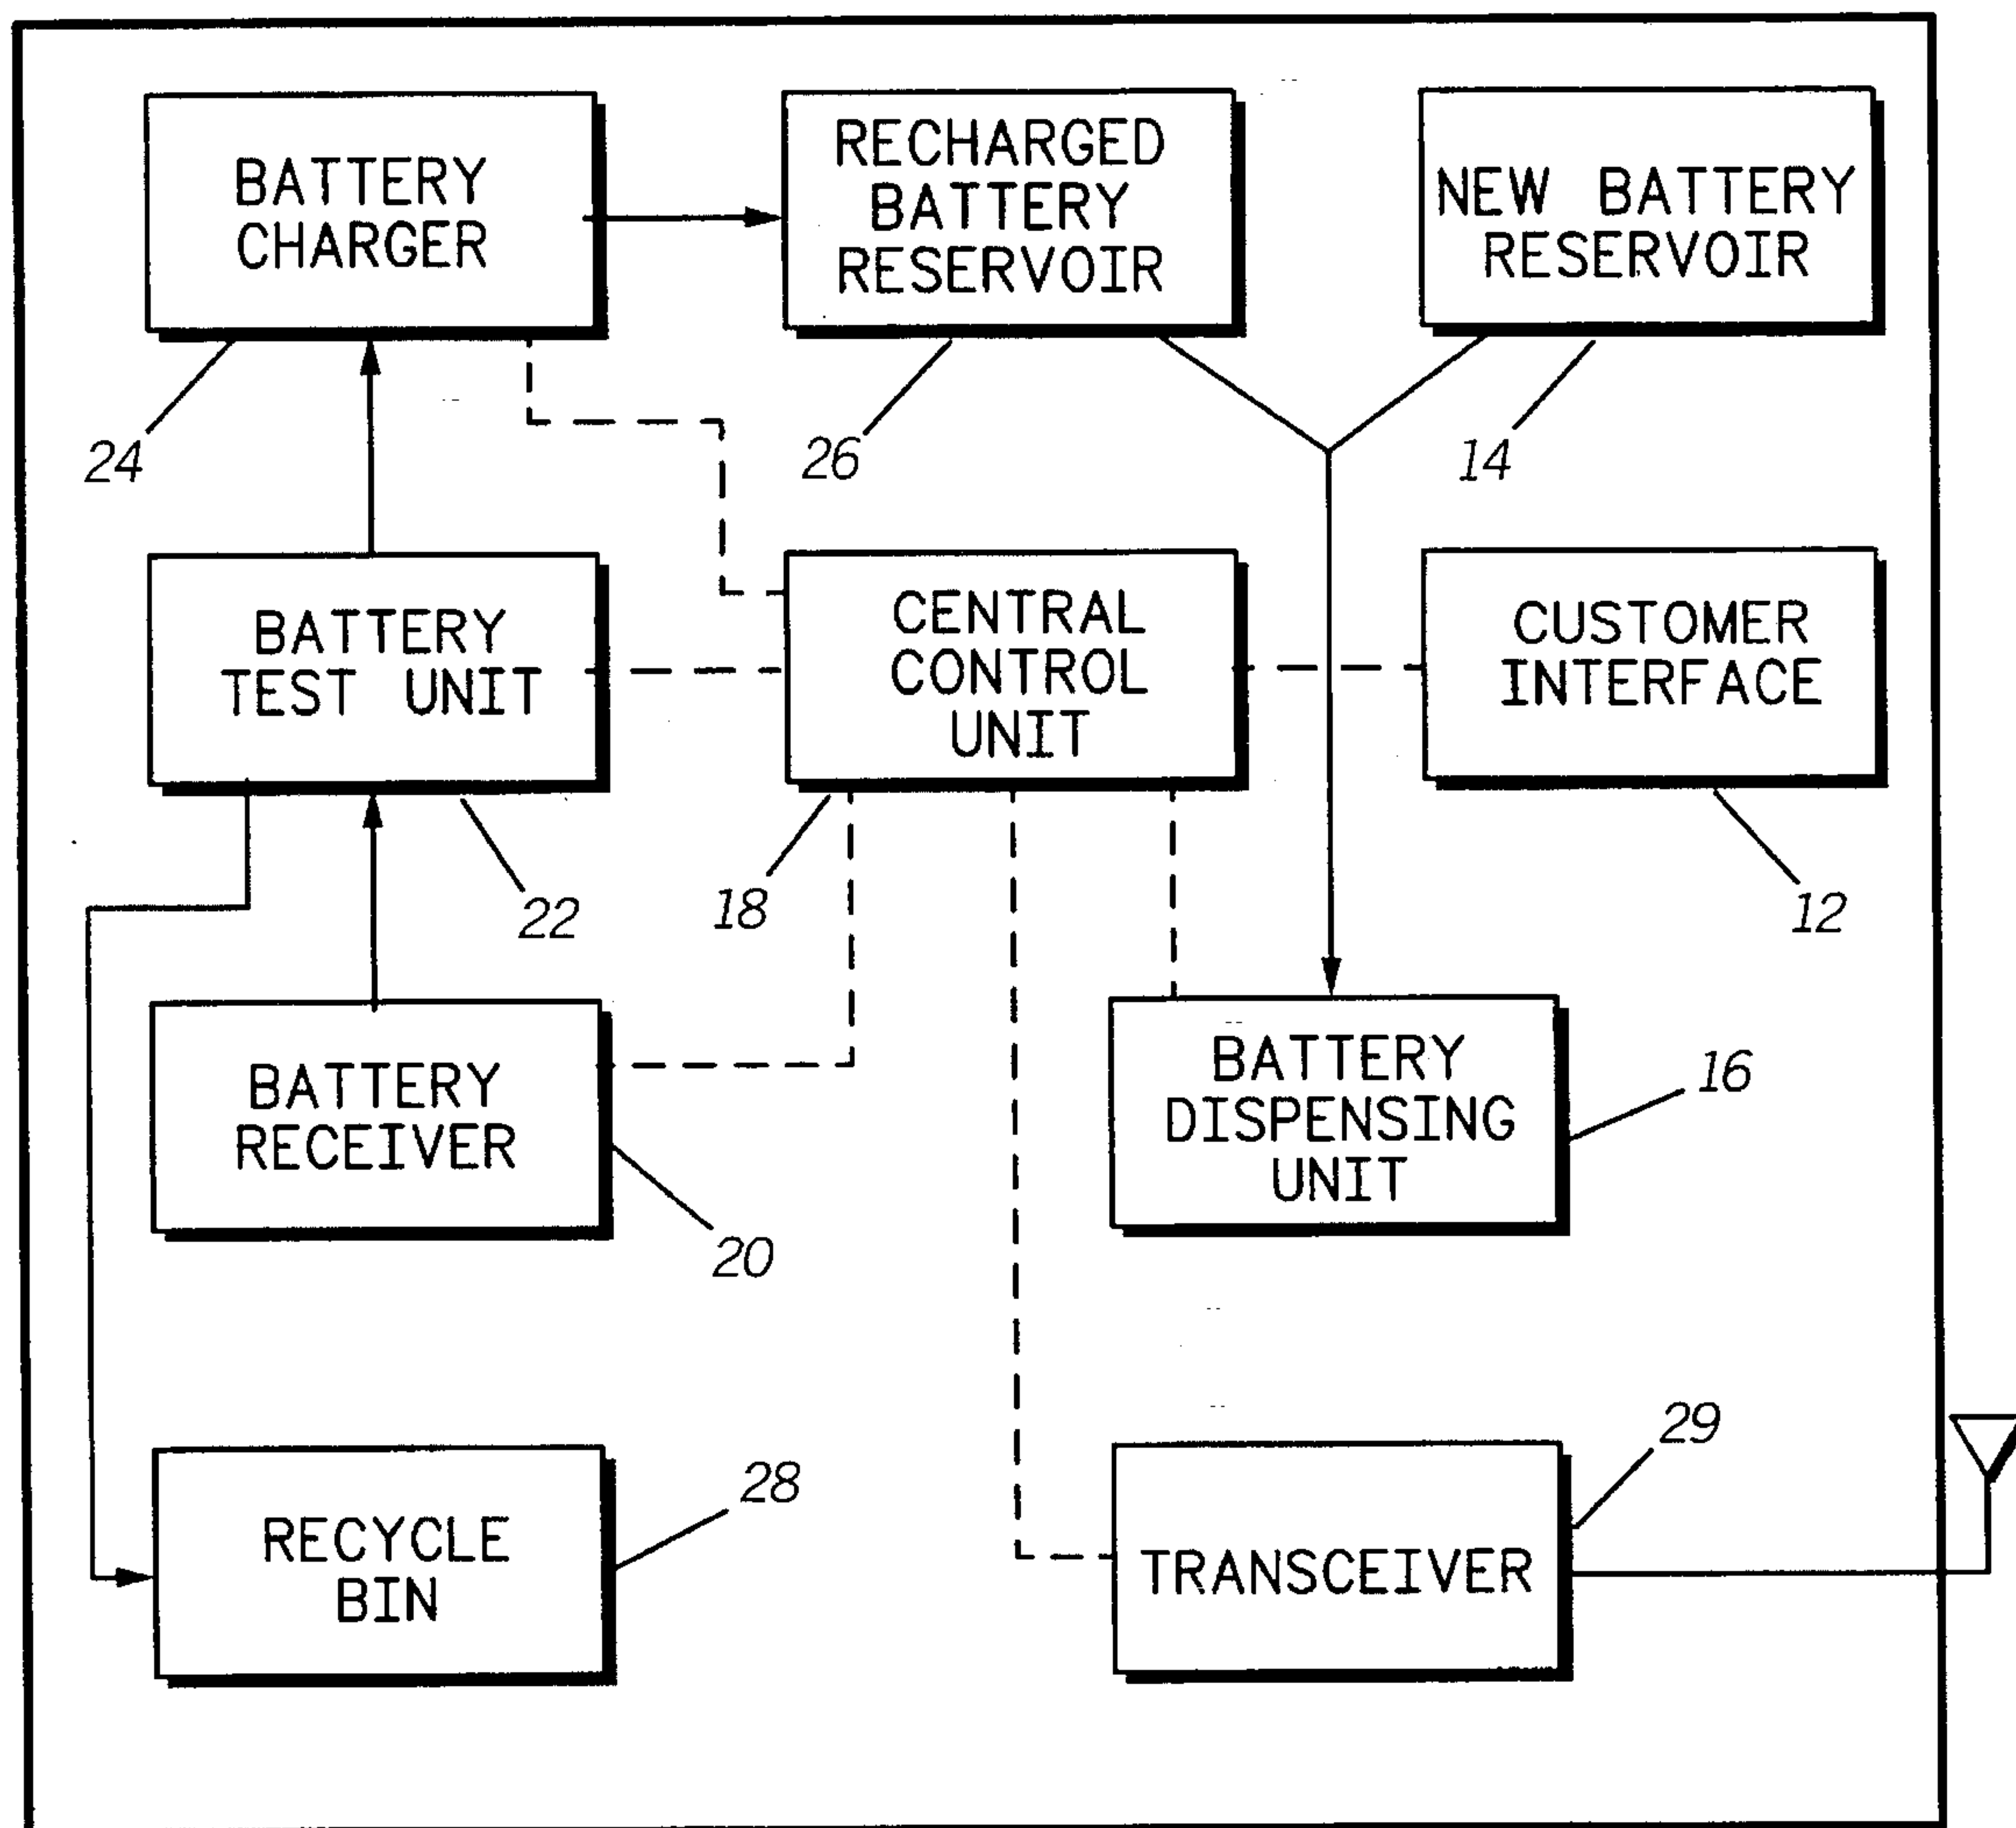 BATTERY
CHARGER
RECHARGED
BATTERY
RESERVOIR
NEW BATTERY
RESERVOIR
24
26
14
BATTERY
TEST UNIT
CENTRAL
CONTROL
UNIT
CUSTOMER
INTERFACE
22
18
12
BATTERY
RECEIVER
BATTERY
DISPENSING
UNIT
16
20
RECYCLE
BIN
28
TRANSCEIVER
29